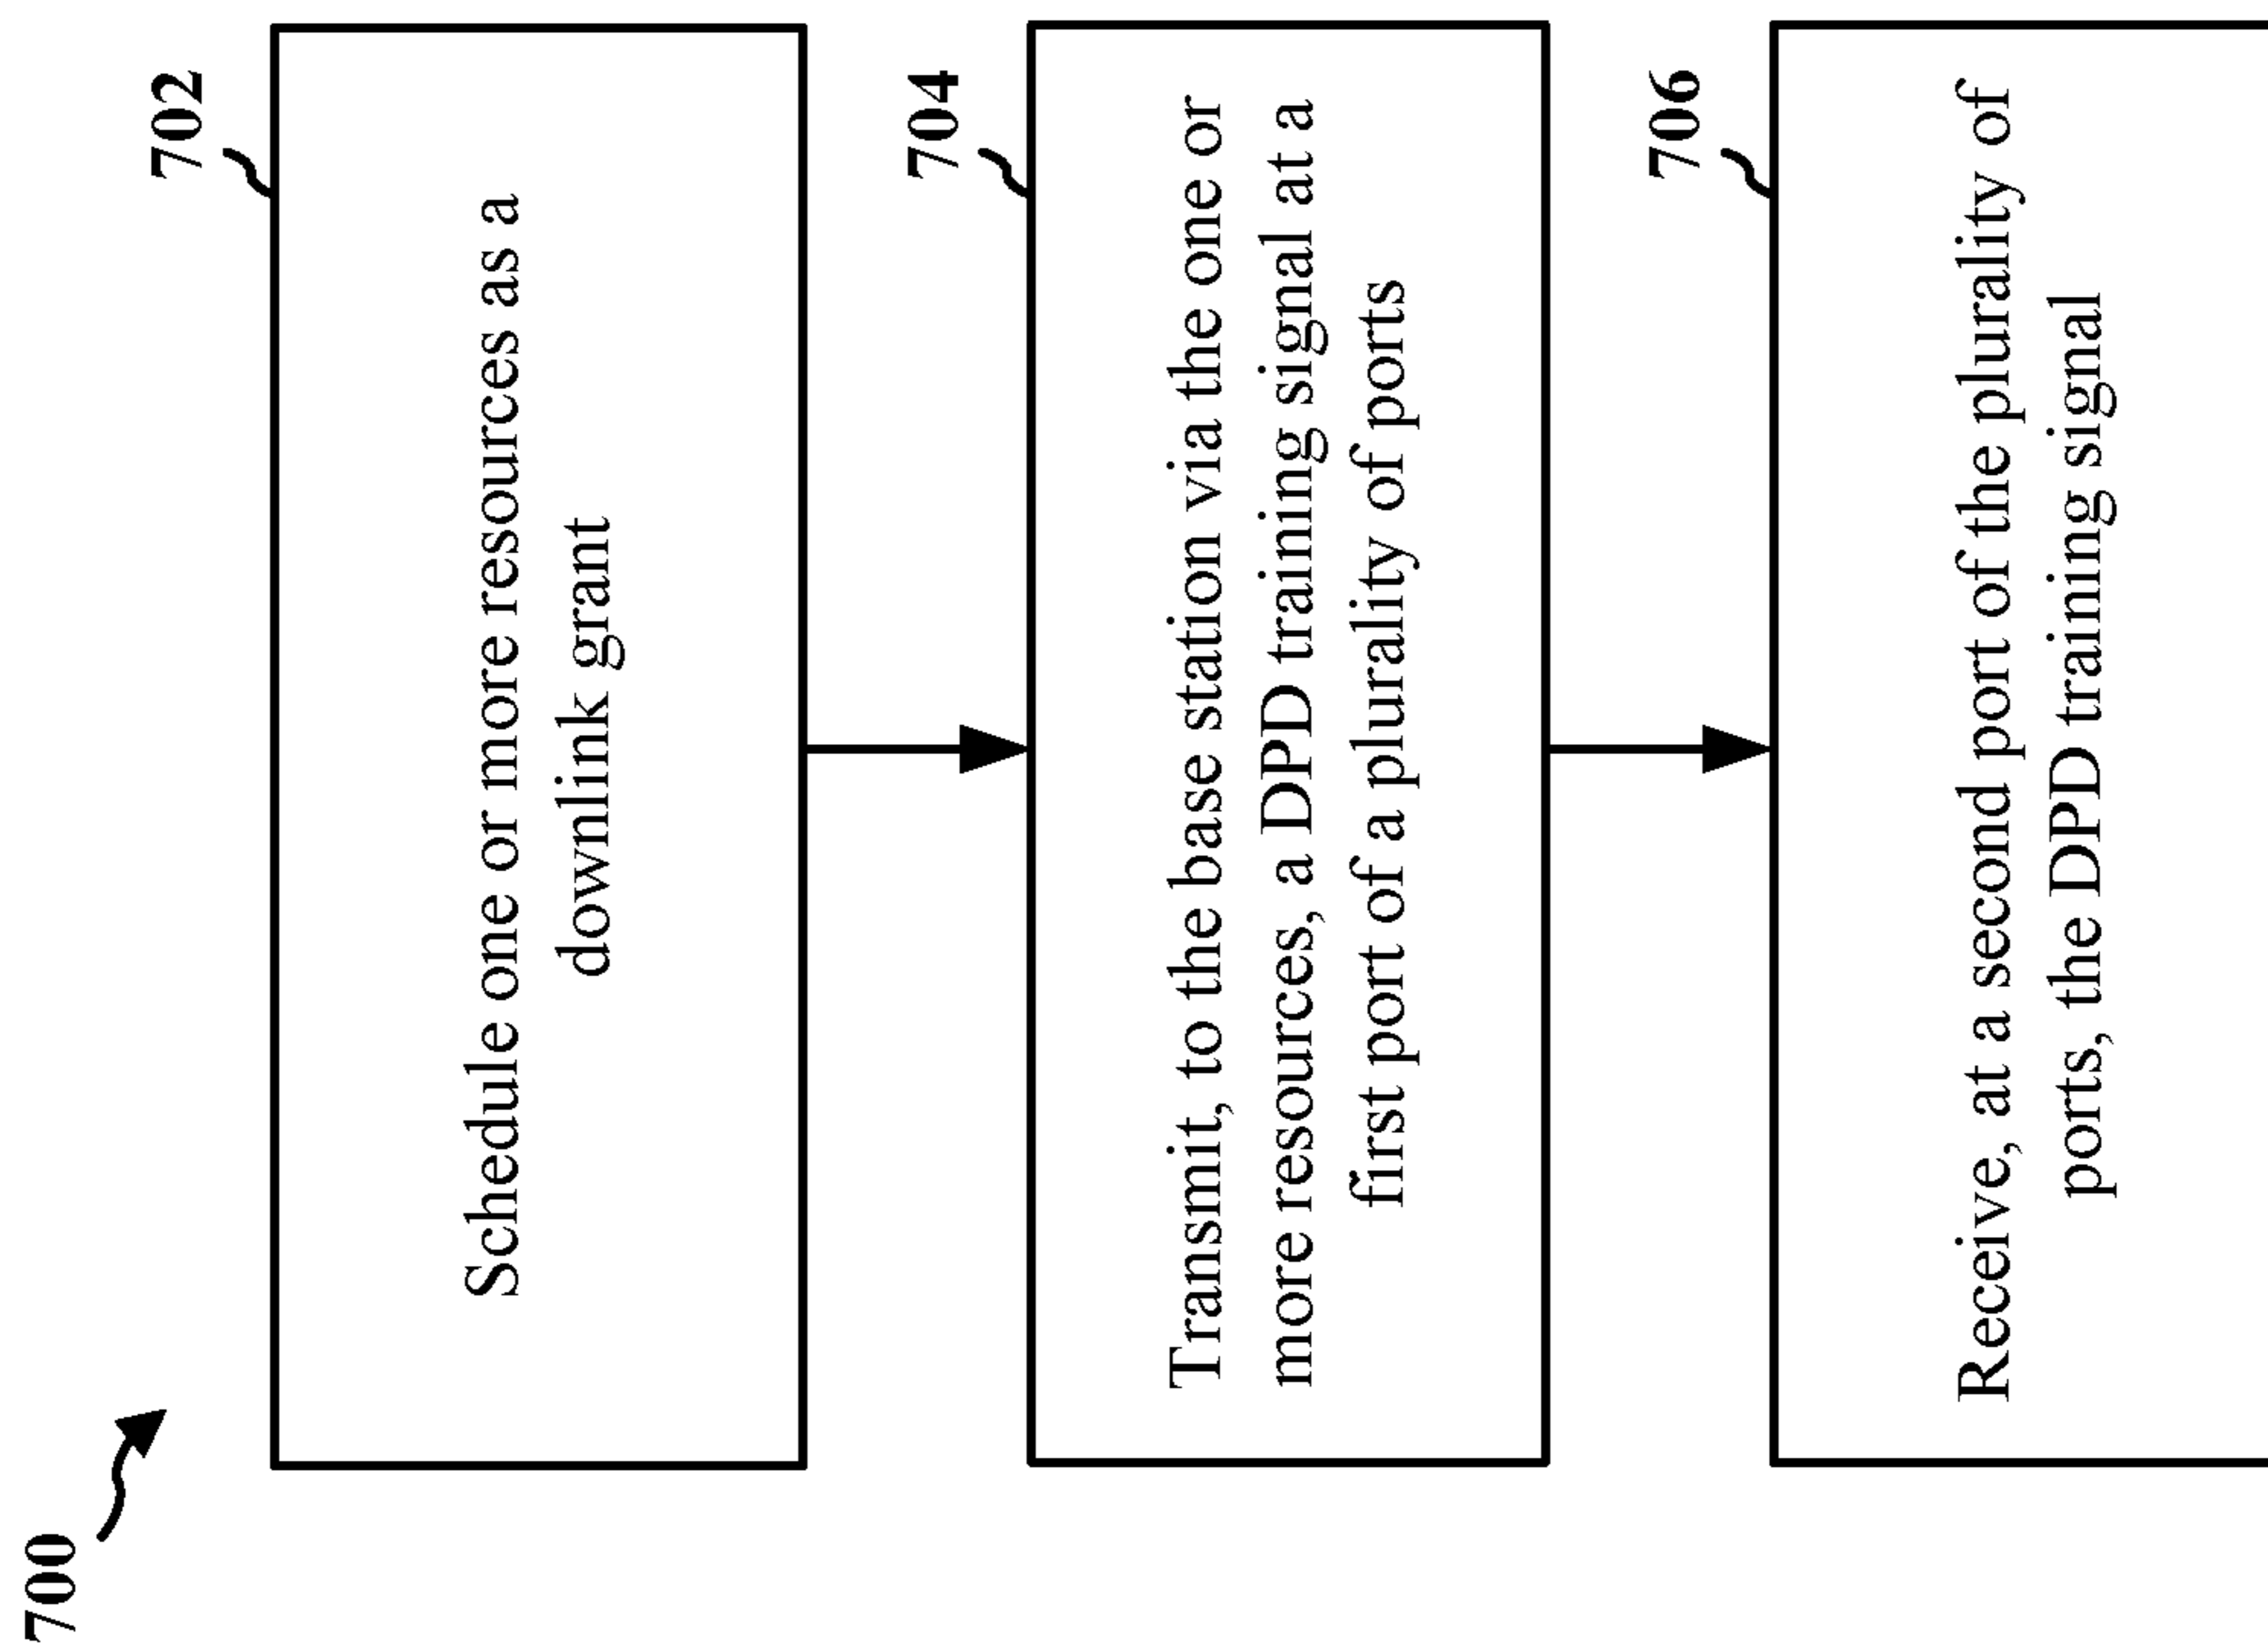 700
702
Schedule one or more resources as a
downlink grant
704
Transmit, to the base station via the one or
more resources, a DPD training signal at a
first port of a plurality of ports
706
Receive, at a second port of the plurality of
ports, the DPD training signal